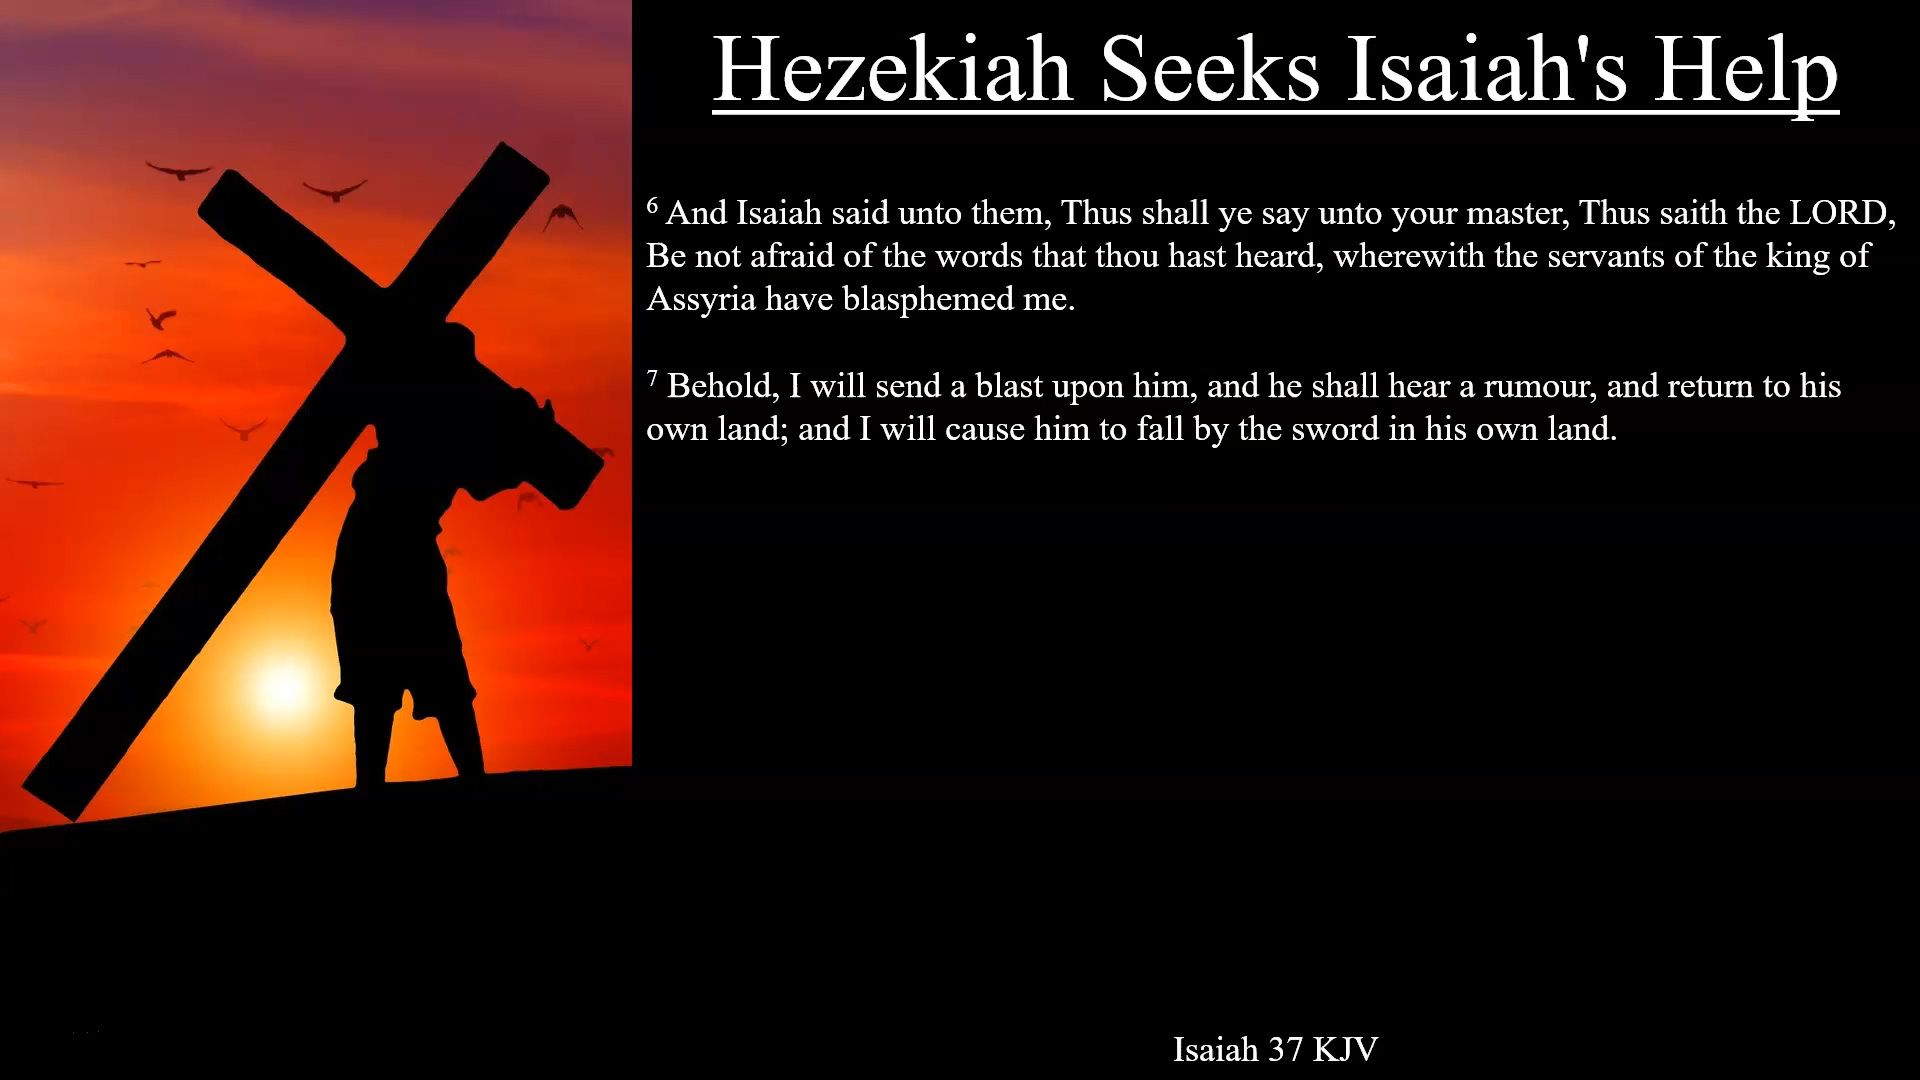 Hezekiah Seeks Isaiah's Help
6 And Isaiah said unto them, Thus shall ye say unto your master, Thus saith the LORD,
Be not afraid of the words that thou hast heard, wherewith the servants of the king of
Assyria have blasphemed me.
7 Behold, I will send a blast upon him, and he shall hear a rumour, and return to his
own land; and I will cause him to fall by the sword in his own land.
Isaiah 37 KJV